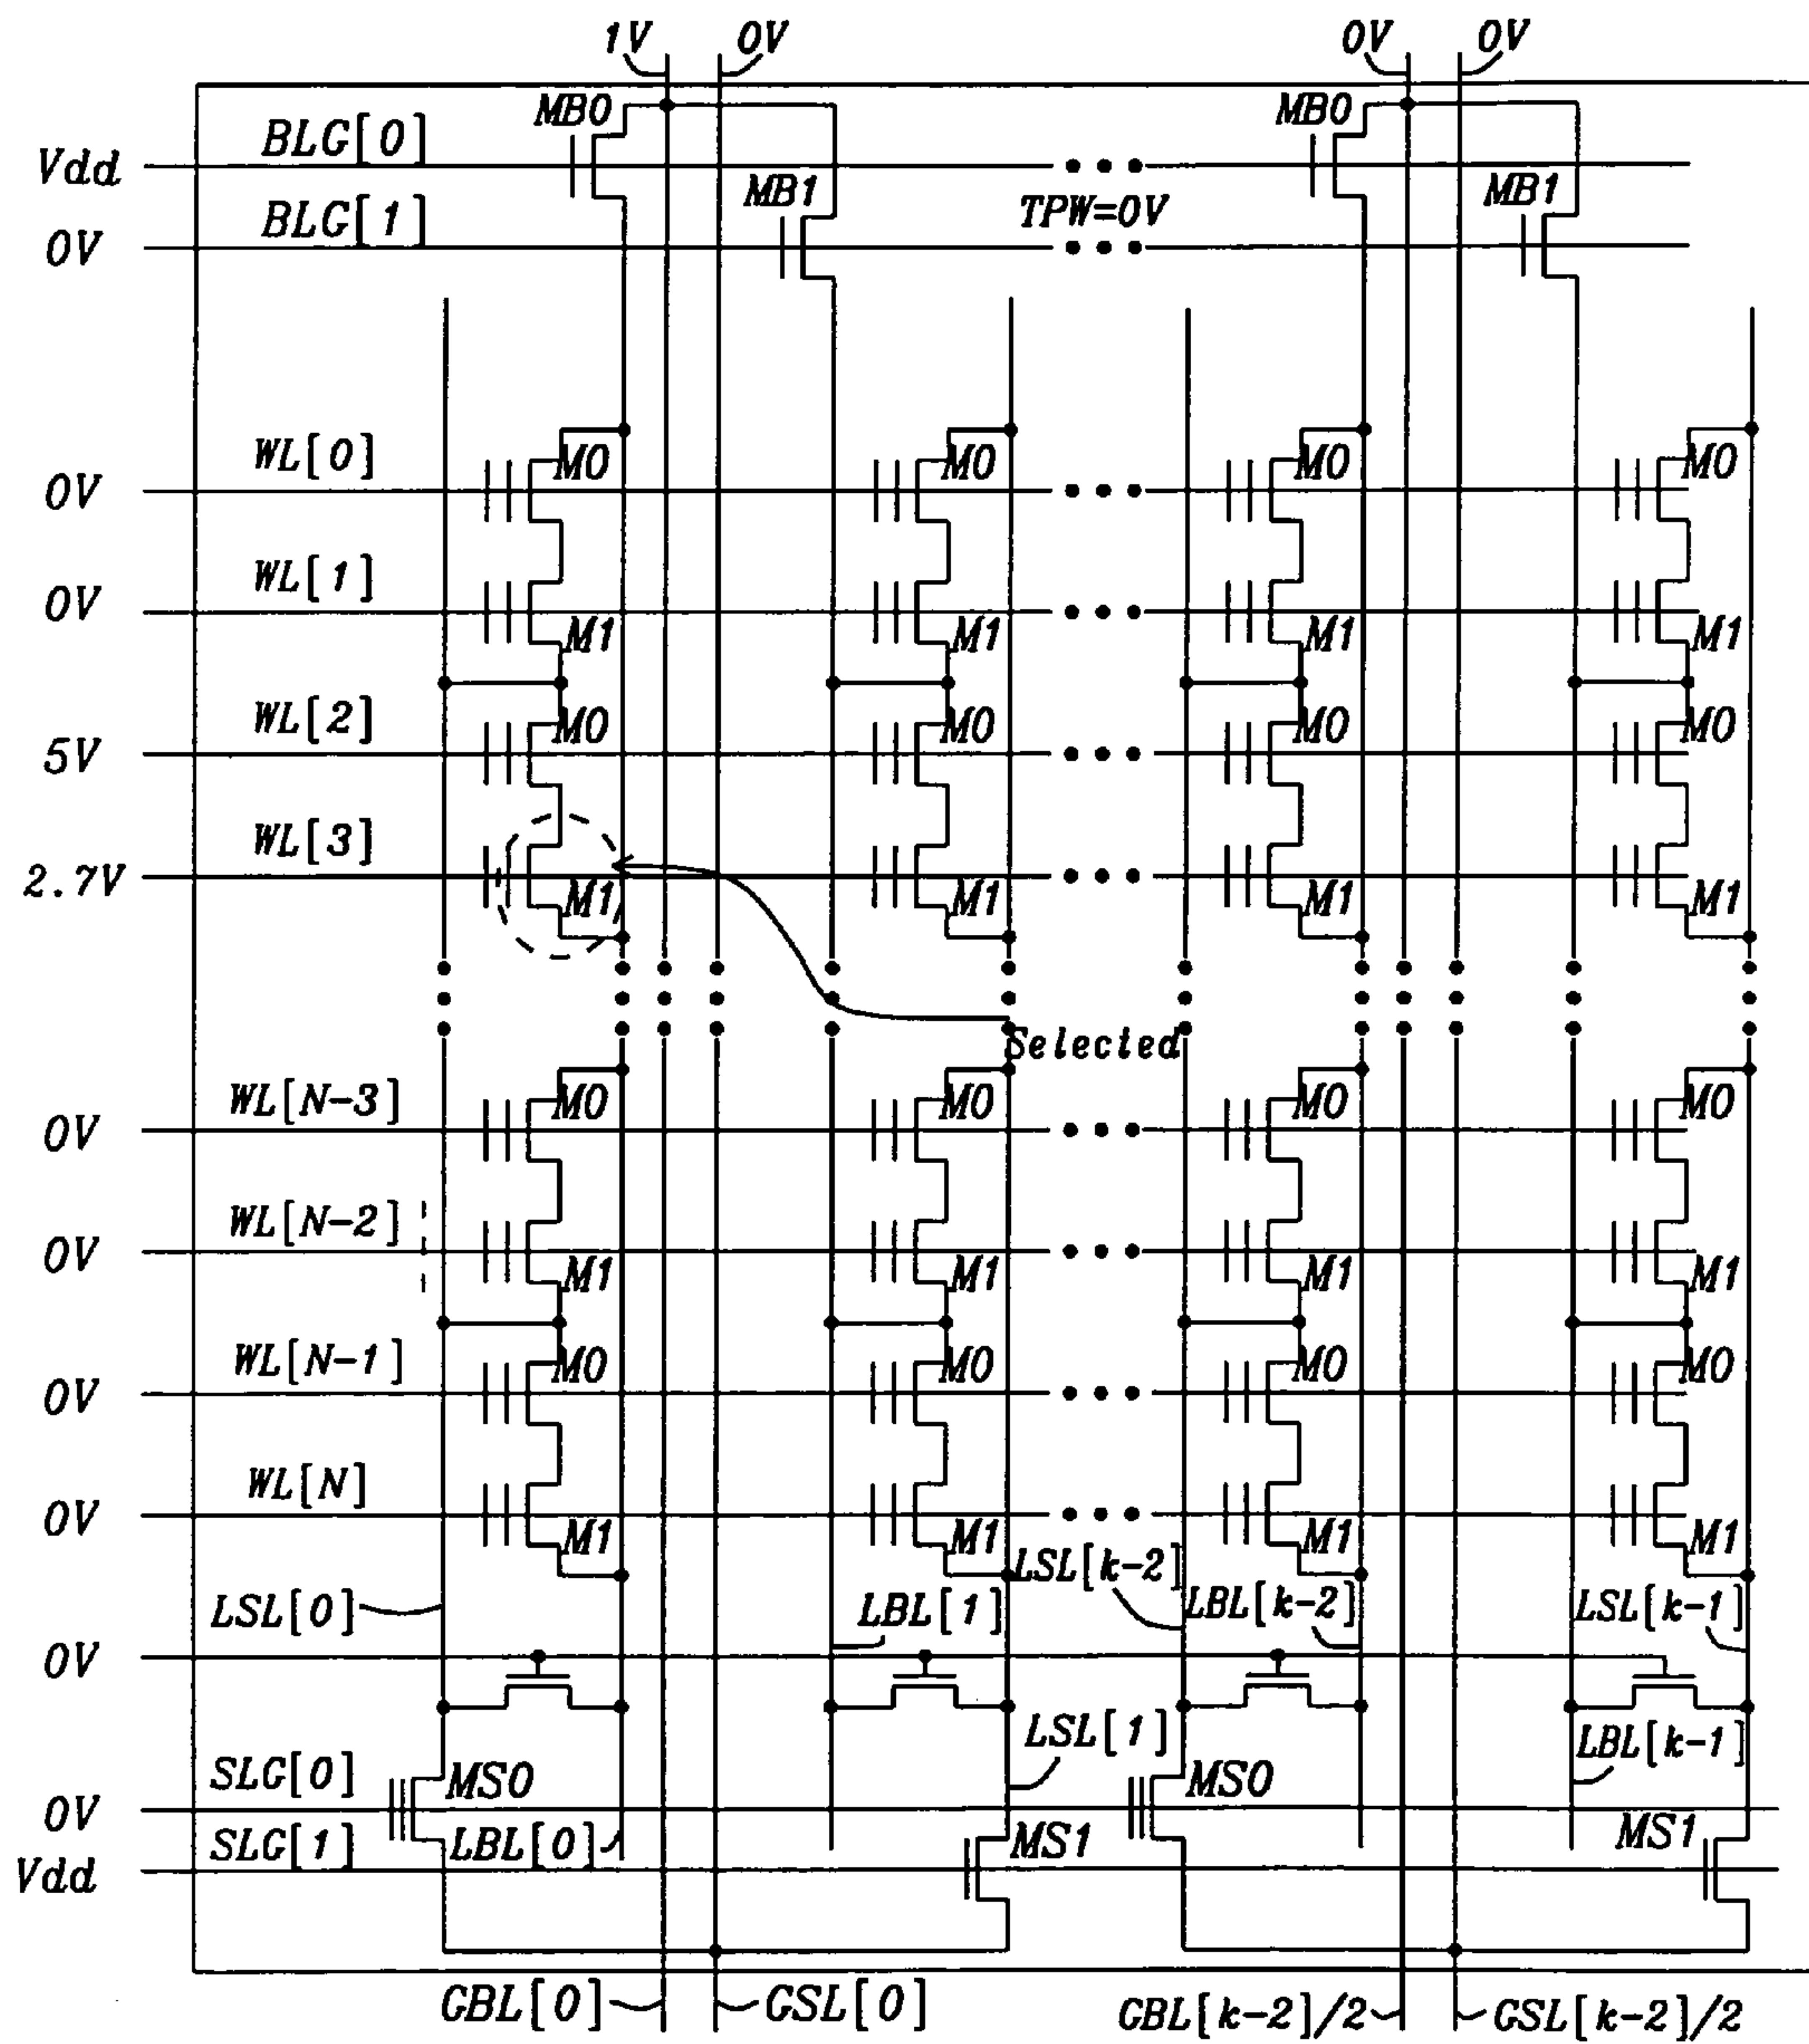 1V 0V 0V 0V
MB0 MB0
Vdd BLG[0]
MB1 TPW=0V MB1
0V BLG[1]
WL[0] M0 M0 M0 M0
0V
WL[1]
0V
M1 M1 M1 M1
WL[2] M0 M0 M0 M0
5V
WL[3]
2.7V
M1 M1 M1 M1
Selected
WL[N-3] M0 M0 M0 M0
0V
WL[N-2]
0V
M1 M1 M1 M1
WL[N-1] M0 M0 M0 M0
0V
WL[N]
0V
M1 M1 M1 M1
LSL[k-2]
LSL[0] LBL[1] LBL[k-2] LSL[k-1]
0V
LSL[1] LBL[k-1]
SLG[0] MS0 MS0
0V
SLG[1] LBL[0] MS1 MS1
Vdd
GBL[0] GSL[0] GBL[k-2]/2 GSL[k-2]/2